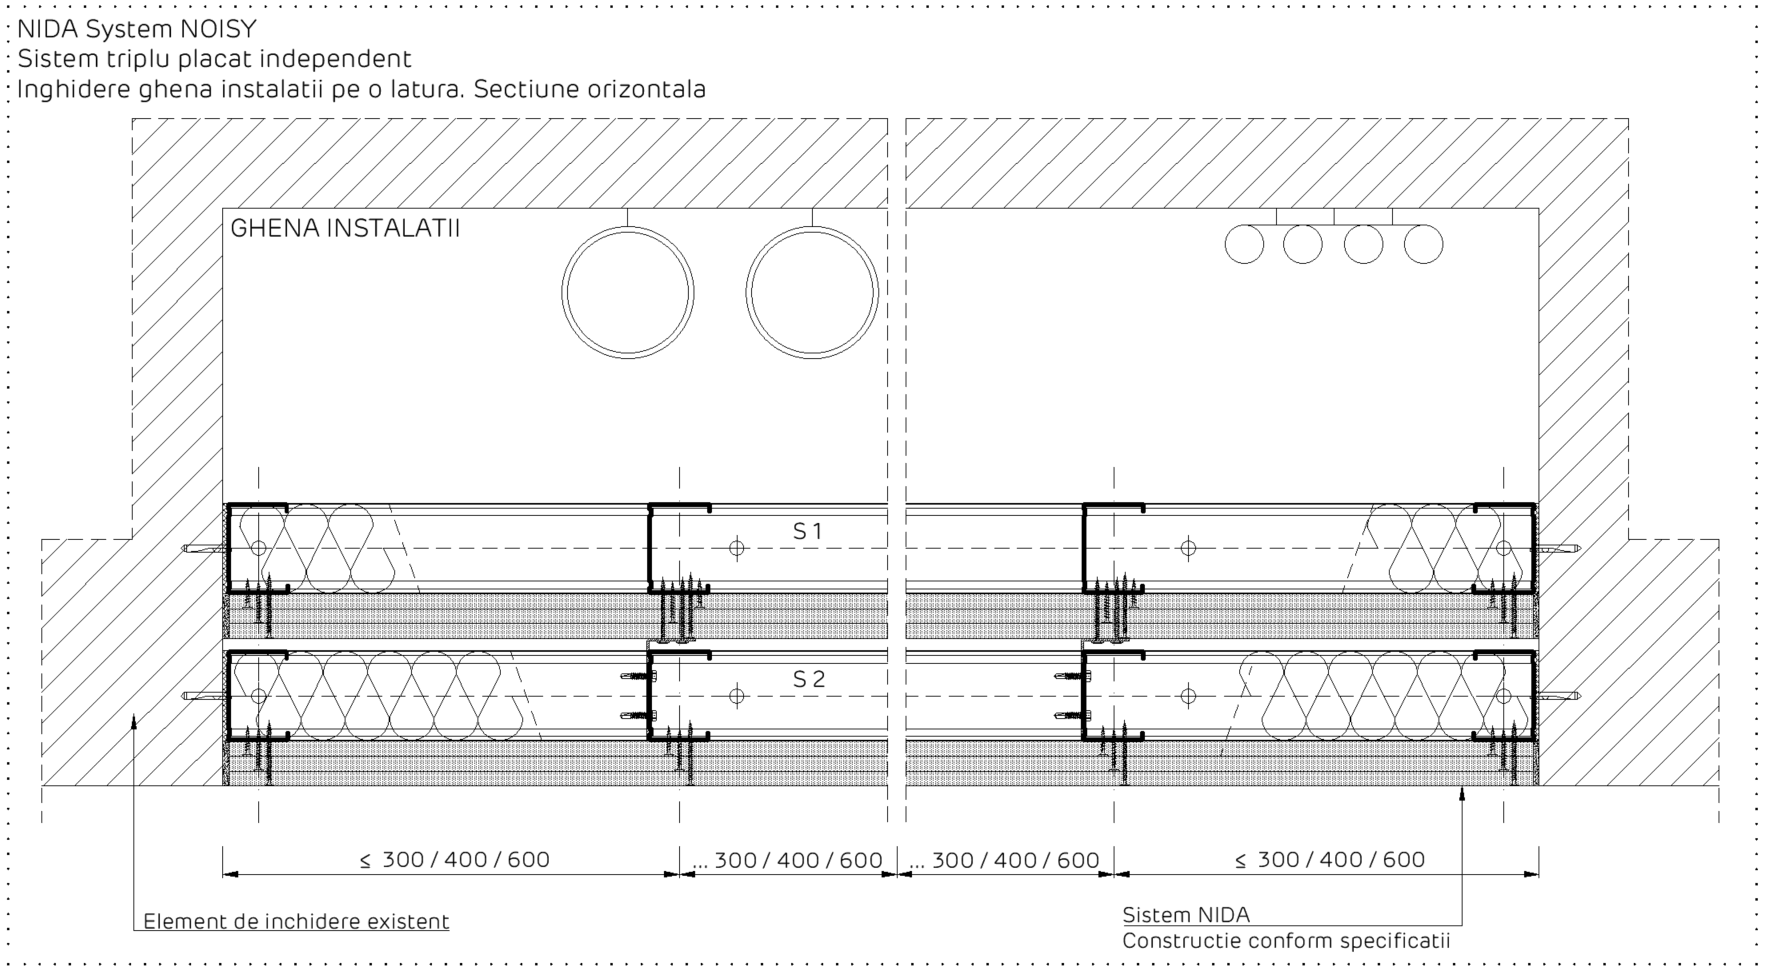 NIDA System NOISY
Sistem triplu placat independent
Inghidere ghena instalatii pe o latura. Sectiune orizontala
GHENA INSTALATII
S 1
S 2
≤ 300 / 400 / 600
... 300 / 400 / 600
... 300 / 400 / 600
≤ 300 / 400 / 600
Element de inchidere existent
Sistem NIDA
Constructie conform specificatii